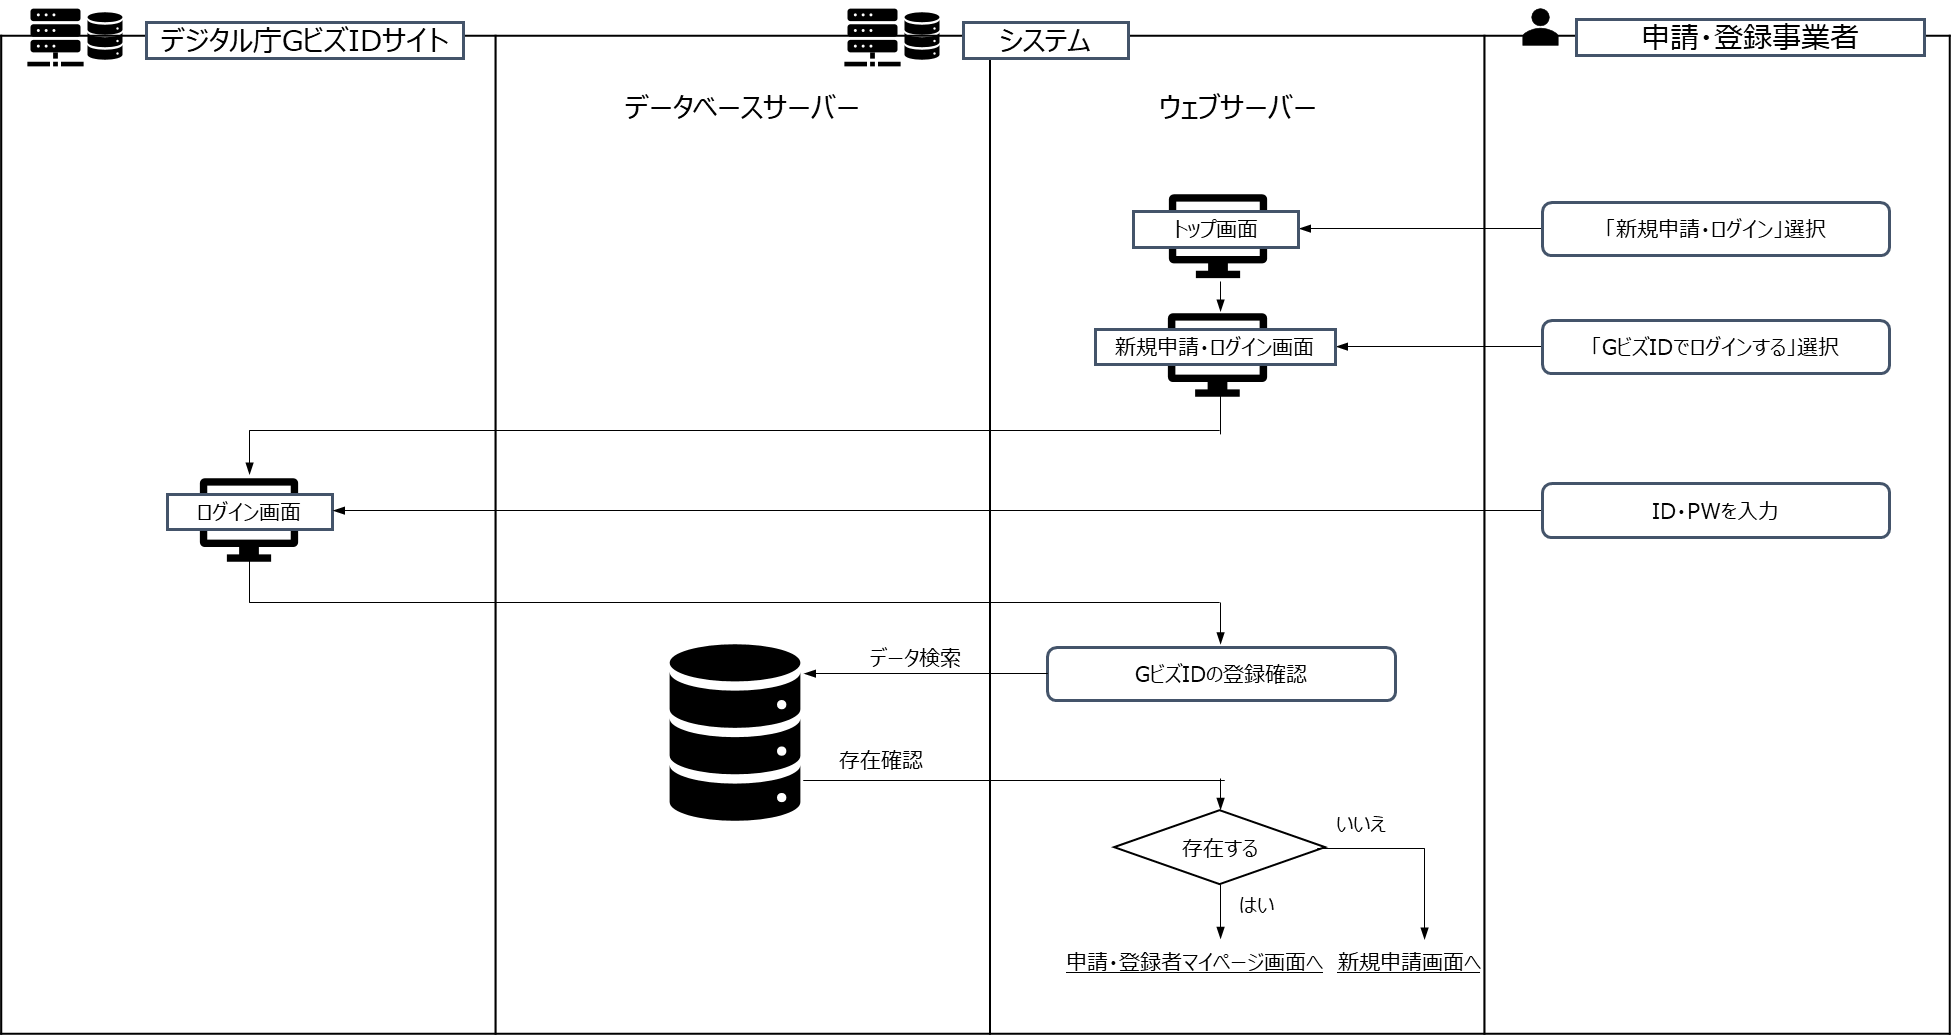 デジタル庁GビズIDサイト
システム
申請・登録事業者
データベースサーバー
ウェブサーバー
トップ画面
「新規申請・ログイン」選択
新規申請・ログイン画面
「GビズIDでログインする」選択
ログイン画面
ID・PWを入力
データ検索
GビズIDの登録確認
存在確認
いいえ
存在する
はい
申請・登録者マイページ画面へ
新規申請画面へ